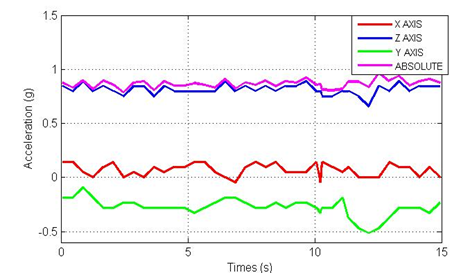 1.5
X AXIS
Z AXIS
Y AXIS
ABSOLUTE
1
0.5
0
-0.5
Acceleration (g)
0 5 10 15
Times (s)